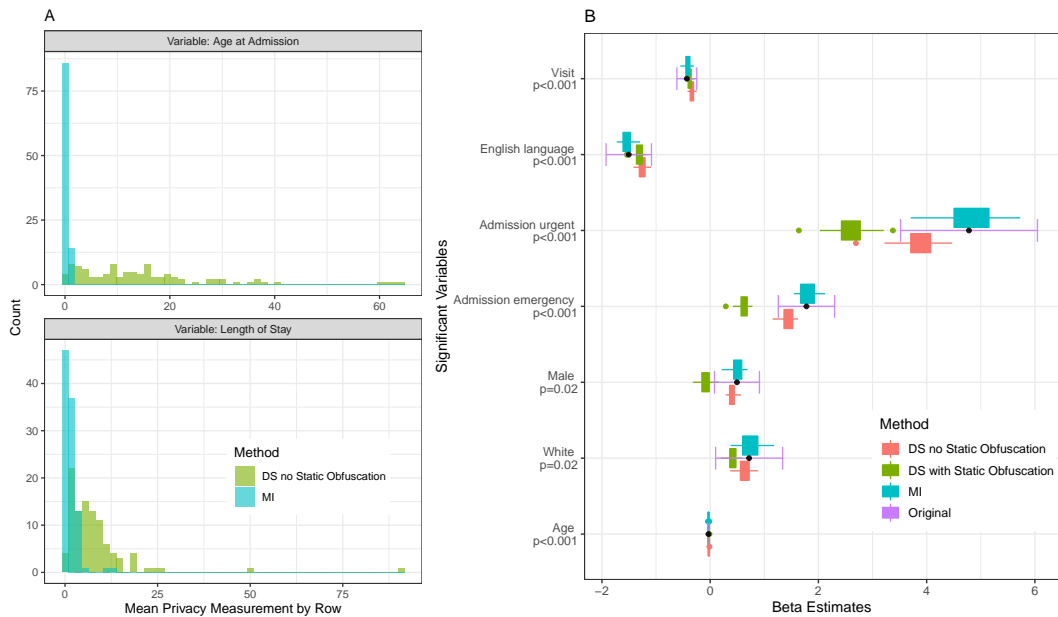 A
Variable: Age at Admission
75
50
25
0
0
20
40
60
Variable: Length of Stay
40
30
20
10
0
0
25
50
75
Count
Mean Privacy Measurement by Row
Method
DS no Static Obfuscation
MI
B
Significant Variables
Visit
p<0.001
English language
p<0.001
Admission urgent
p<0.001
Admission emergency
p<0.001
Male
p=0.02
White
p=0.02
Age
p<0.001
−2
0
2
4
6
Beta Estimates
Method
DS no Static Obfuscation
DS with Static Obfuscation
MI
Original